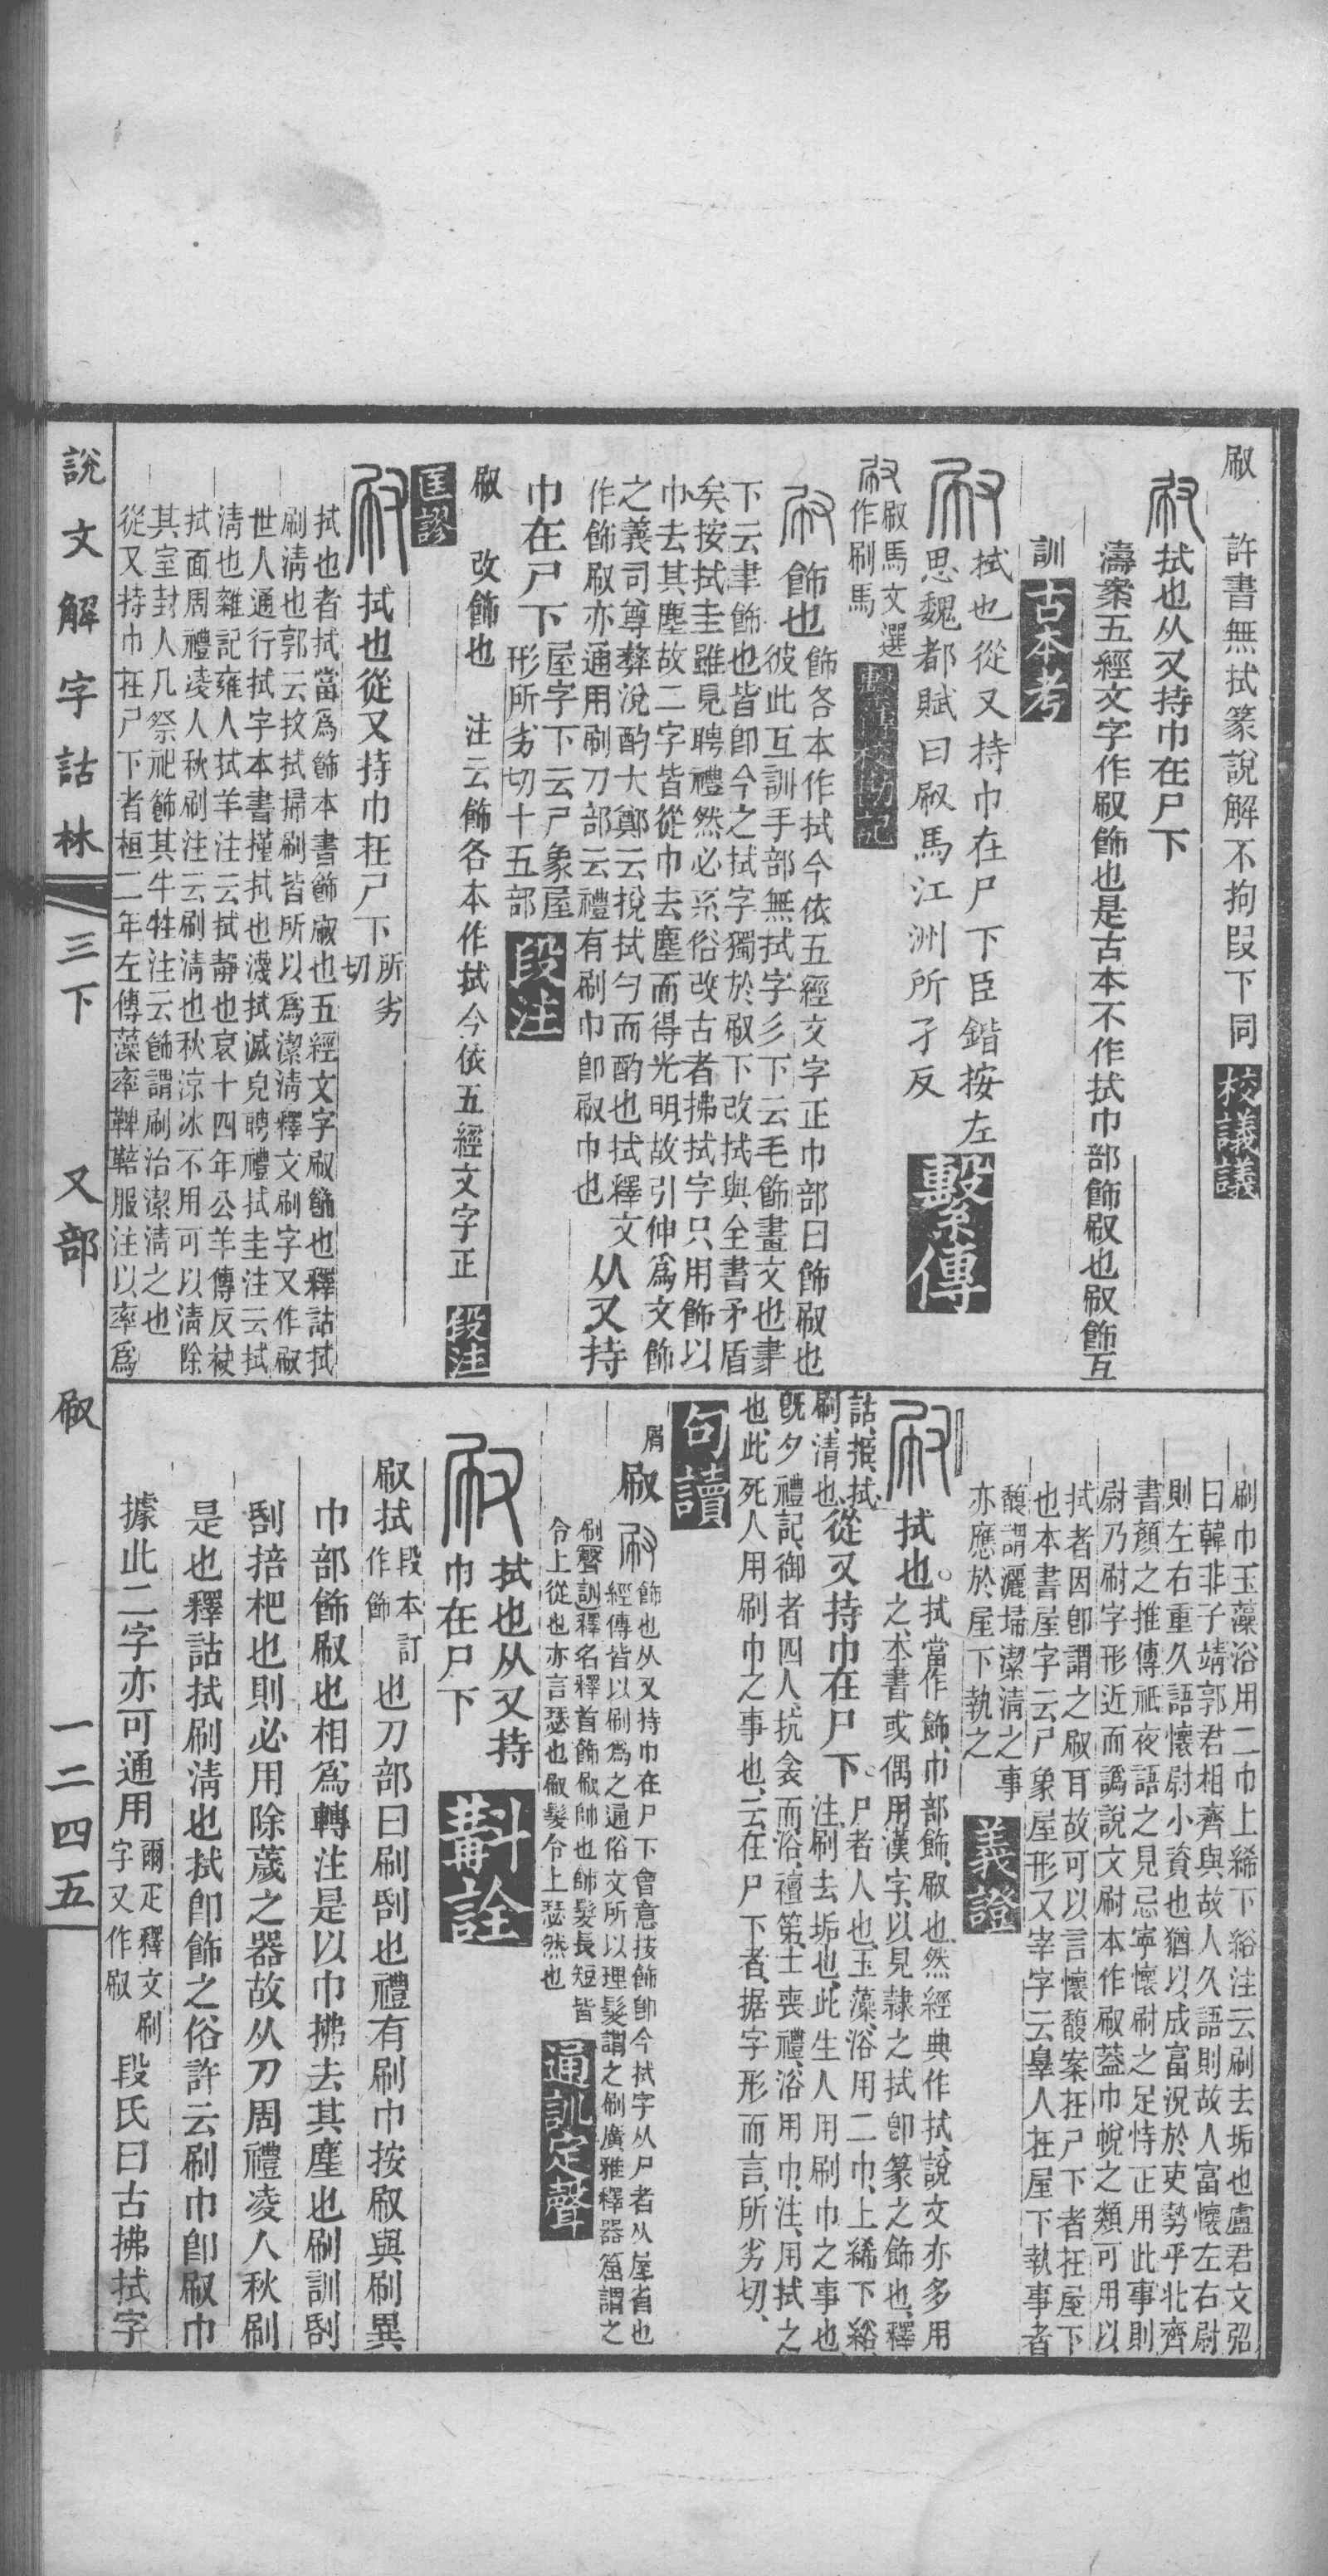 㕞　許書無拭篆說解不拘叚下同校議議
拭也从又持巾在尸下
濤案五經文字作㕞飾也是古本不作拭巾部飾㕞也㕞飾互
訓古本考
拭也從又持巾在尸下臣鍇按左
思魏都賦曰㕞馬江洲所子反繫傳
㕞馬文選
作刷馬繫傳校勘記
飾也飾各本作拭今依五經文字正巾部曰飾㕞也
彼此互訓手部無拭字彡下云毛飾畫文也聿
下云聿飾也皆卽今之拭字獨於㕞下改拭與全書矛盾
矣按拭圭雖見聘禮然必系俗改古者拂拭字只用飾以
巾去其塵故二字皆從巾去塵而得光明故引伸爲文飾
之義司尊彝涗酌大鄭云挩拭勺而酌也拭釋文
作飾㕞亦通用刷刀部云禮有刷巾卽㕞巾也从又持
巾在尸下屋字下云尸象屋
形所劣切十五部段注
㕞　改飾也　注云飾各本作拭今依五經文字正段注
匡謬
拭也從又持巾在尸下所劣
切
拭也者拭當爲飾本書飾㕞也五經文字㕞飾也釋詁拭
刷清也郭云抆拭掃刷皆所以爲潔清釋文刷字又作㕞
世人通行拭字本書㨷拭也㵣拭滅皃聘禮拭圭注云拭
清也雜記雍人拭羊注云拭靜也哀十四年公羊傳反袂
拭面周禮凌人秋刷注云刷清也秋涼冰不用可以清除
其室封人凡祭祀飾其牛牲注云飾謂刷治潔清之也
從又持巾在尸下者桓二年左傳藻率鞞鞛服注以率爲
刷巾玉藻浴用二巾上絺下綌注云刷去垢也盧君文弨
曰韓非子靖郭君相齊與故人久語則故人富懷左右㕞
則左右重久語懷㕞小資也猶以成富況於吏勢乎北齊
書顏之推傳祇夜語之見忌寧懷㕞之足恃正用此事則
尉乃㕞字形近而譌說文尉本作㕞蓋巾帨之類可用以
拭者因卽謂之㕞耳故可以言懷馥案在尸下者在屋下
也本書屋字云尸象屋形又宰字云辠人在屋下執事者
馥謂灑埽潔清之事
亦應於屋下執之義證
拭也。拭當作飾、巾部飾、㕞也、然經典作拭、說文亦多用
之、本書或偶用漢字、以見隸之拭卽篆之飾也、釋
詁、挋、拭、
刷、清也、從又持巾在尸下、尸者人也、玉藻、浴用二巾、上絺下綌、
注、刷去垢也、此生人用刷巾之事也
旣夕禮記、御者四人、抗衾而浴、襢笫、士喪禮、浴用巾、注、用拭之
也、此死人用刷巾之事也、云在尸下者、据字形而言、所劣切、
句讀
屑㕞
飾也从又持巾在尸下會意按飾卽今拭字从尸者从屋省也
經傳皆以刷爲之通俗文所以理髮謂之刷廣雅釋器箆謂之
刷聲訓釋名釋首飾㕞帥也帥髮長短皆
令上從也亦言瑟也㕞髮令上瑟然也通訓定聲
拭也从又持
巾在尸下斠詮
㕞拭段本訂
作飾也刀部曰刷刮也禮有刷巾按㕞與刷異
巾部飾㕞也相爲轉注是以巾拂去其塵也刷訓刮
刮掊杷也則必用除薉之器故从刀周禮凌人秋刷
是也釋詁拭刷清也拭卽飾之俗許云刷巾卽㕞巾
據此二字亦可通用爾疋釋文刷
字又作㕞段氏曰古拂拭字
說文解字詁林　三下　又部　㕞　一二四五